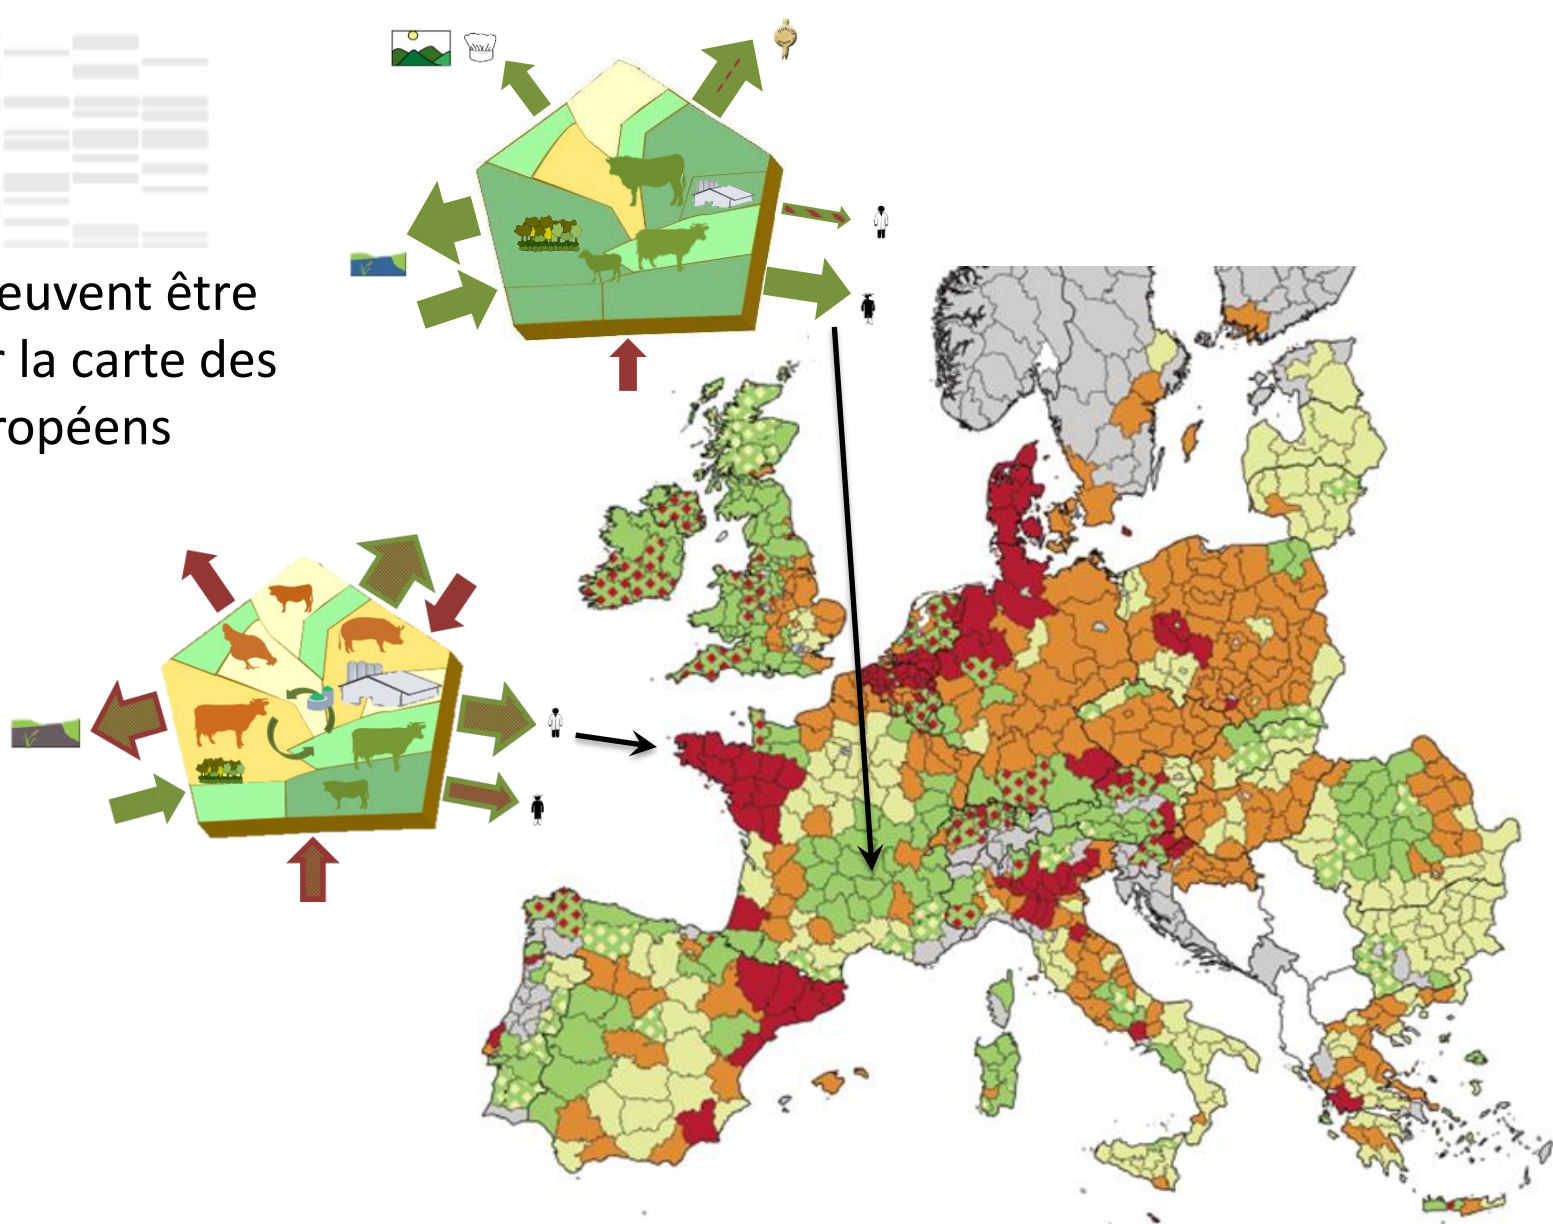 euvent être
r la carte des
ropéens